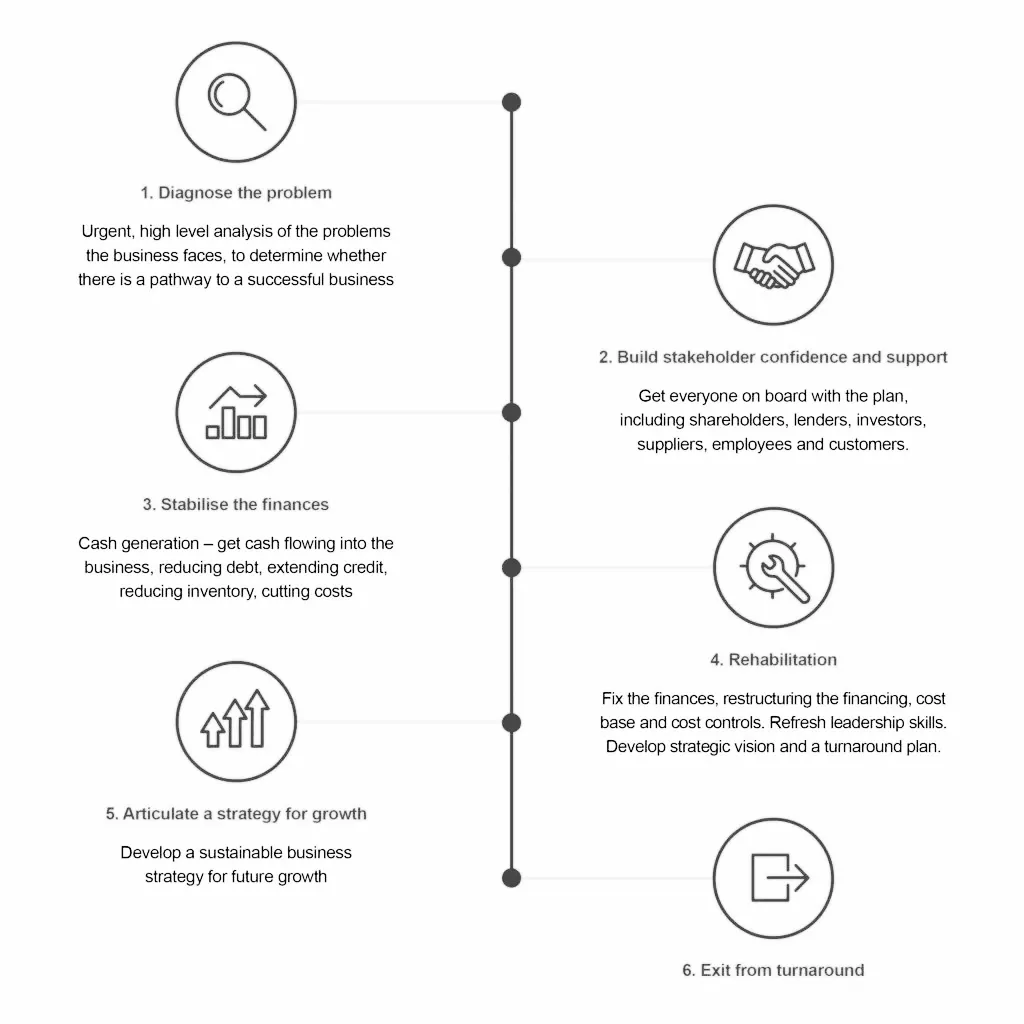 1. Diagnose the problem
Urgent, high level analysis of the problems
the business faces, to determine whether
there is a pathway to a successful business
2. Build stakeholder confidence and support
Get everyone on board with the plan,
including shareholders, lenders, investors,
suppliers, employees and customers.
3. Stabilise the finances
Cash generation – get cash flowing into the
business, reducing debt, extending credit,
reducing inventory, cutting costs
4. Rehabilitation
Fix the finances, restructuring the financing, cost
base and cost controls. Refresh leadership skills.
Develop strategic vision and a turnaround plan.
5. Articulate a strategy for growth
Develop a sustainable business
strategy for future growth
6. Exit from turnaround